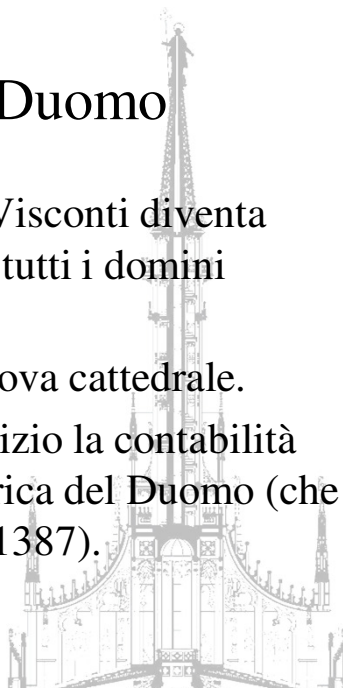 Duomo
Visconti diventa
tutti i domini
ova cattedrale.
izio la contabilità
rica del Duomo (che
1387).